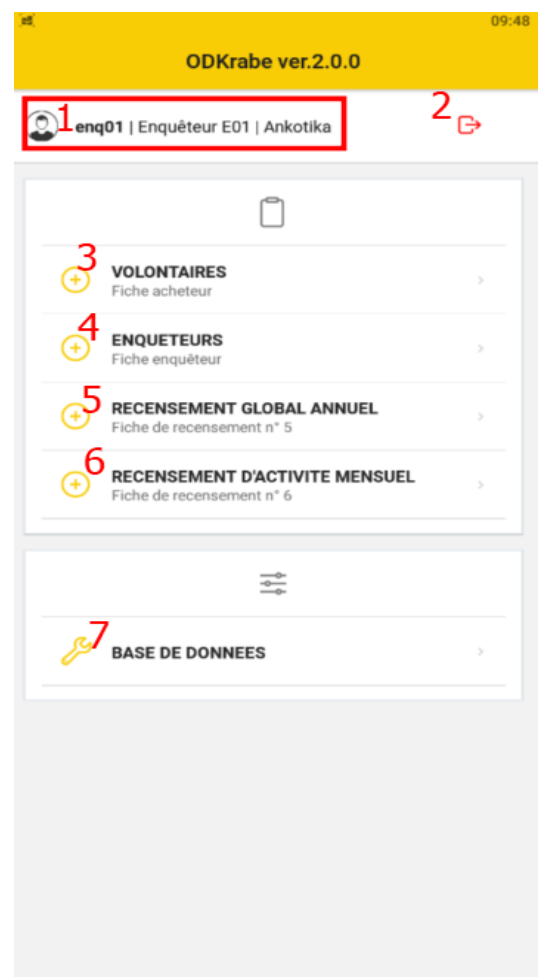 09:48
ODKrabe ver.2.0.0
1 enq01 | Enquêteur E01 | Ankotika
2
3
VOLONTAIRES
Fiche acheteur
4
ENQUETEURS
Fiche enquêteur
5
RECENSEMENT GLOBAL ANNUEL
Fiche de recensement n° 5
6
RECENSEMENT D'ACTIVITE MENSUEL
Fiche de recensement n° 6
7
BASE DE DONNEES